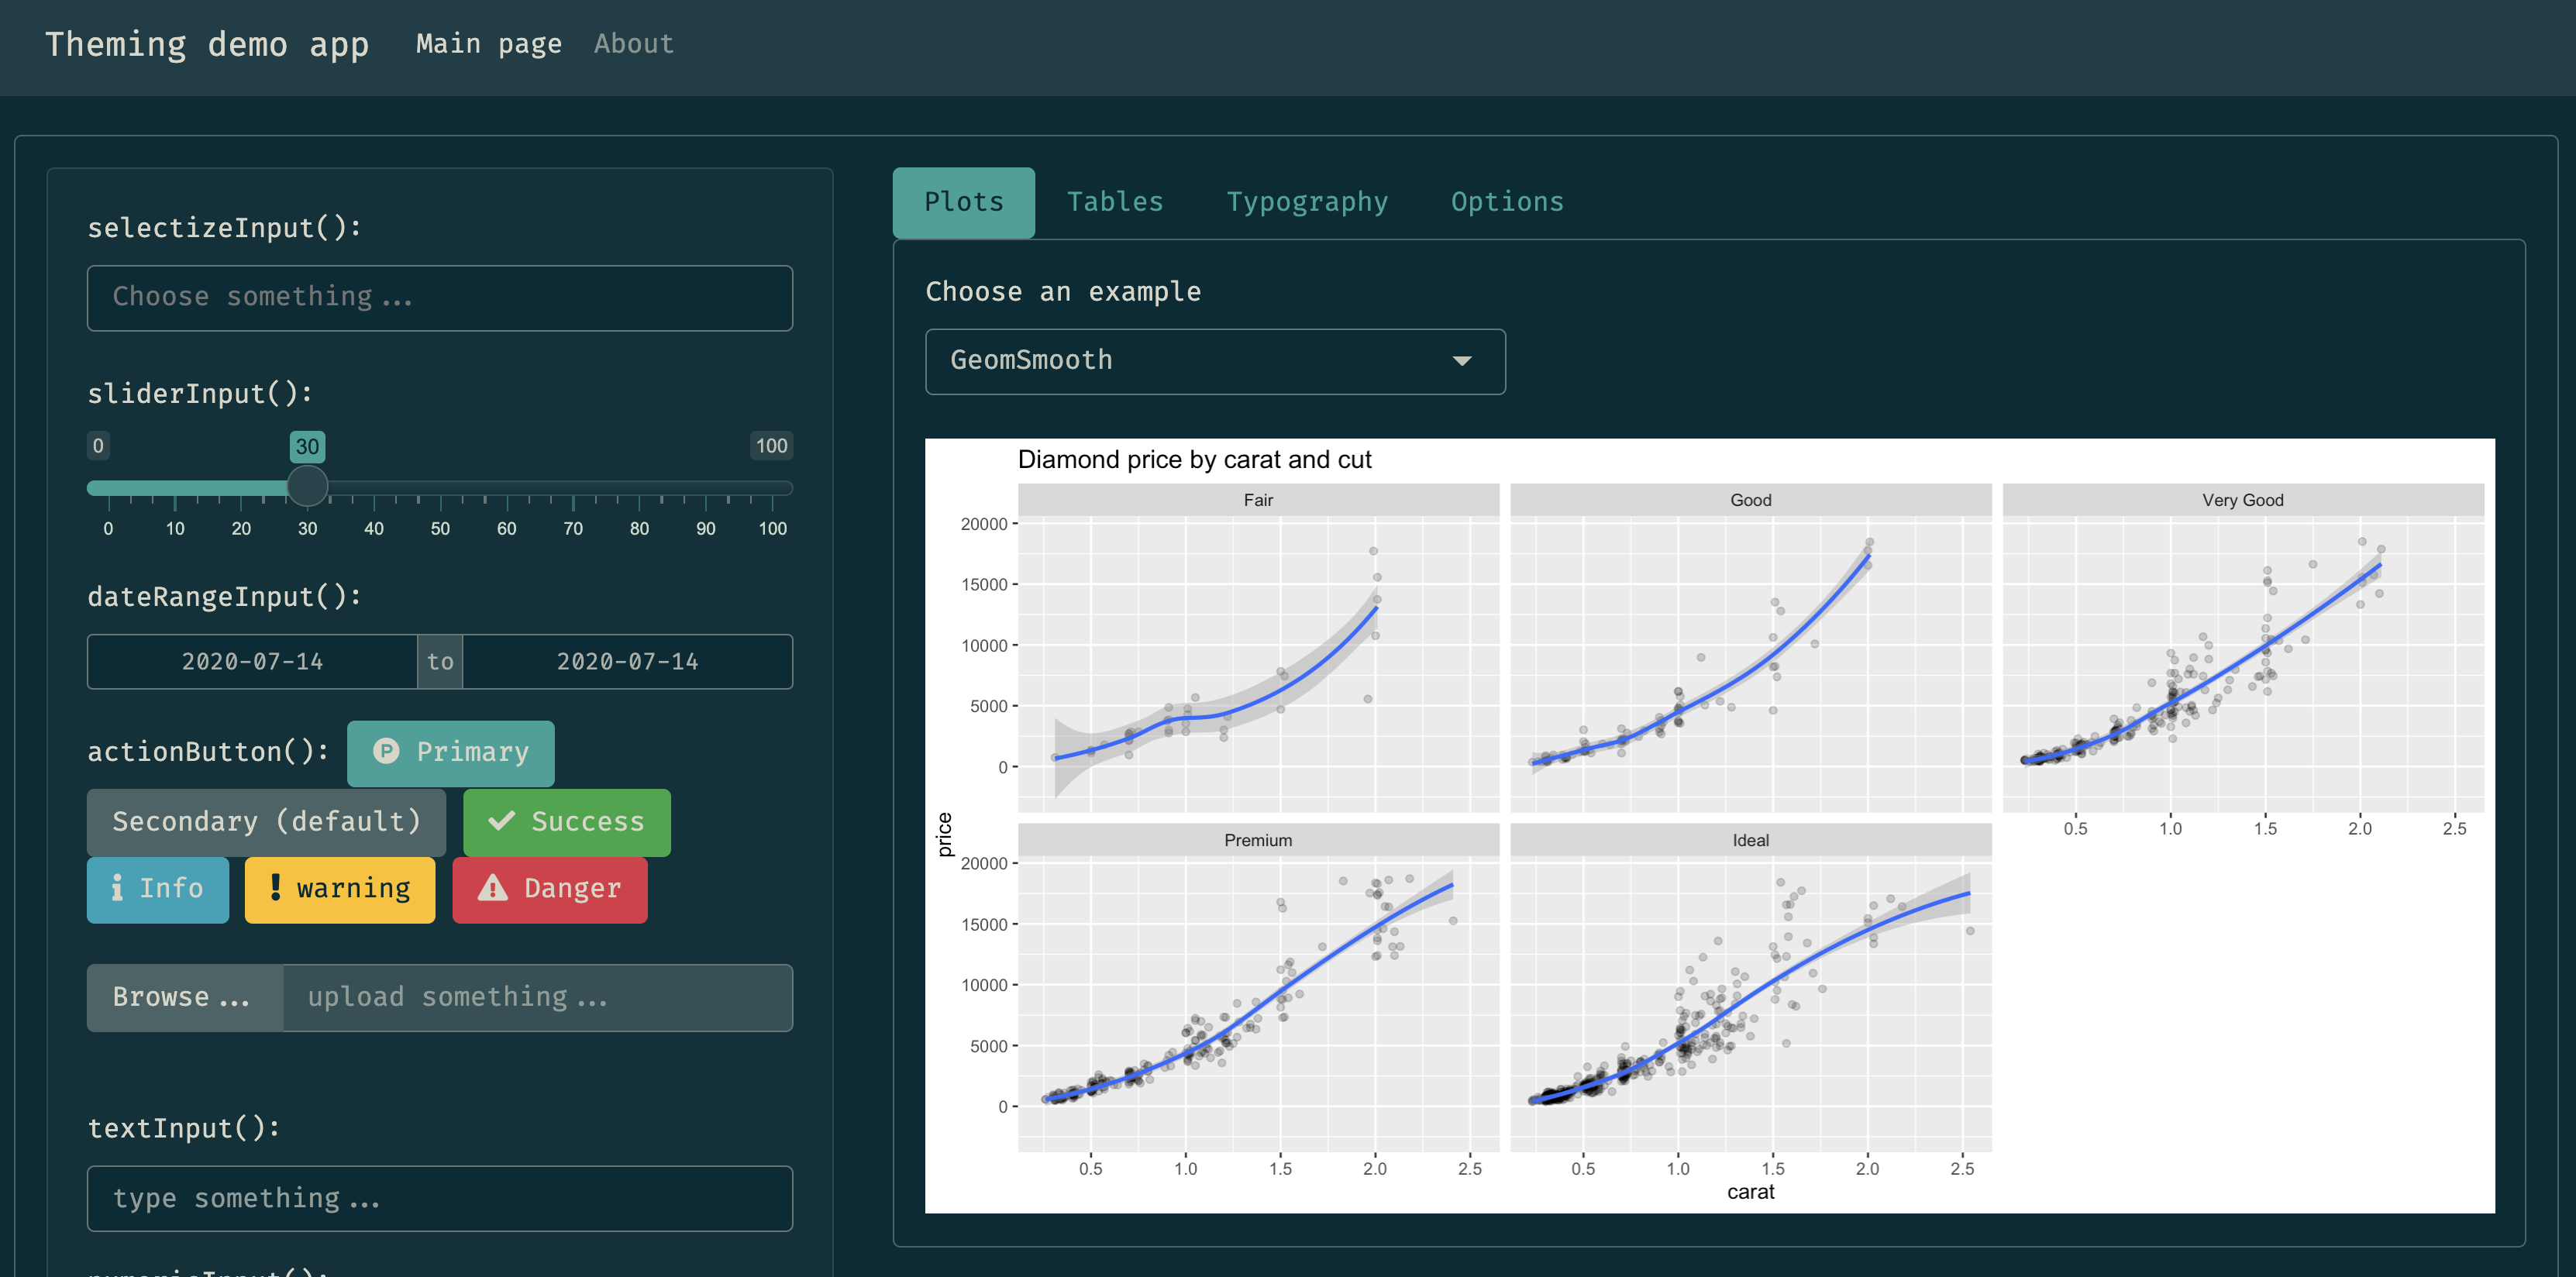 Theming demo app Main page About
selectizeInput():
Choose something...
sliderInput():
0 30 100
0 10 20 30 40 50 60 70 80 90 100
dateRangeInput():
2020-07-14 to 2020-07-14
actionButton(): P Primary
Secondary (default) Success
Info warning Danger
Browse... upload something...
textInput():
type something...
Plots Tables Typography Options
Choose an example
GeomSmooth
Diamond price by carat and cut
Fair Good Very Good
20000
15000
10000
5000
0
0.5 1.0 1.5 2.0 2.5
price
Premium Ideal
20000
15000
10000
5000
0
0.5 1.0 1.5 2.0 2.5 0.5 1.0 1.5 2.0 2.5
carat